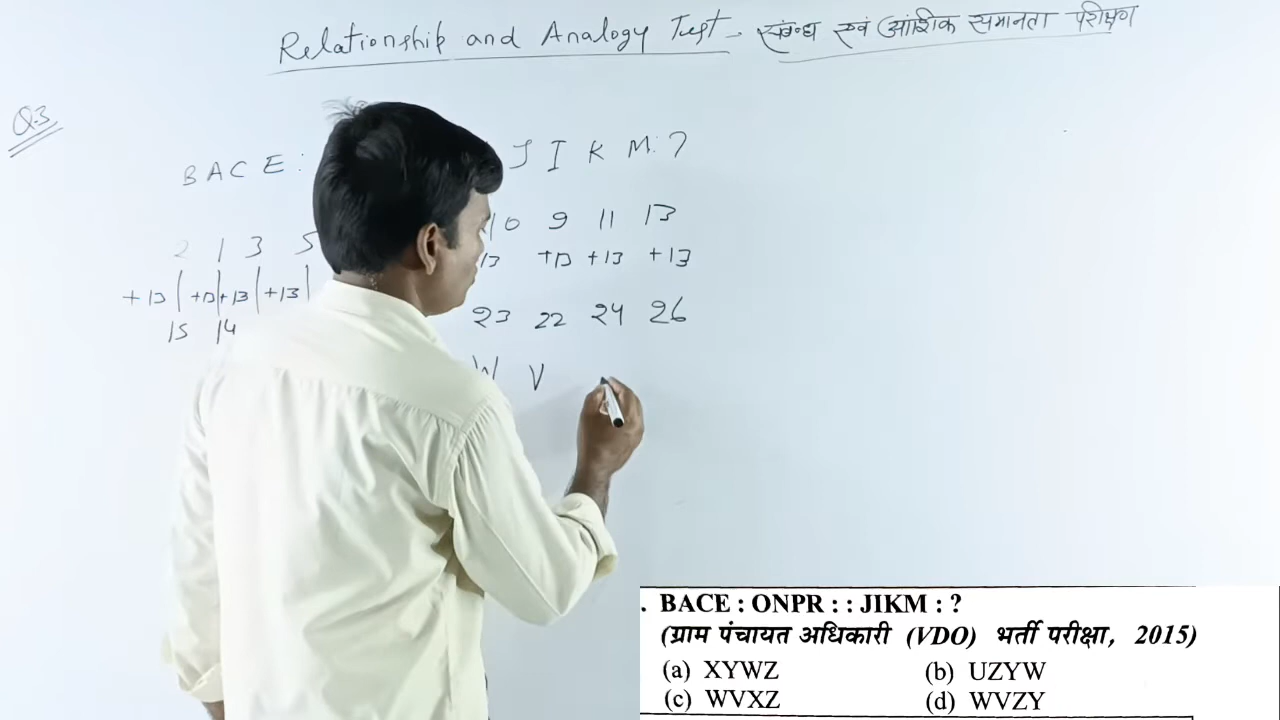 Relationship and Analogy Test - संबन्ध एवं आंशिक समानता परीक्षण
Q.3
BACE : J I K M : ?
2 1 3 5 10 9 11 13
+13 +13 +13 +13 13 +13 +13 +13
15 14 23 22 24 26
W V
. BACE : ONPR : : JIKM : ?
(ग्राम पंचायत अधिकारी (VDO) भर्ती परीक्षा, 2015)
(a) XYWZ (b) UZYW
(c) WVXZ (d) WVZY